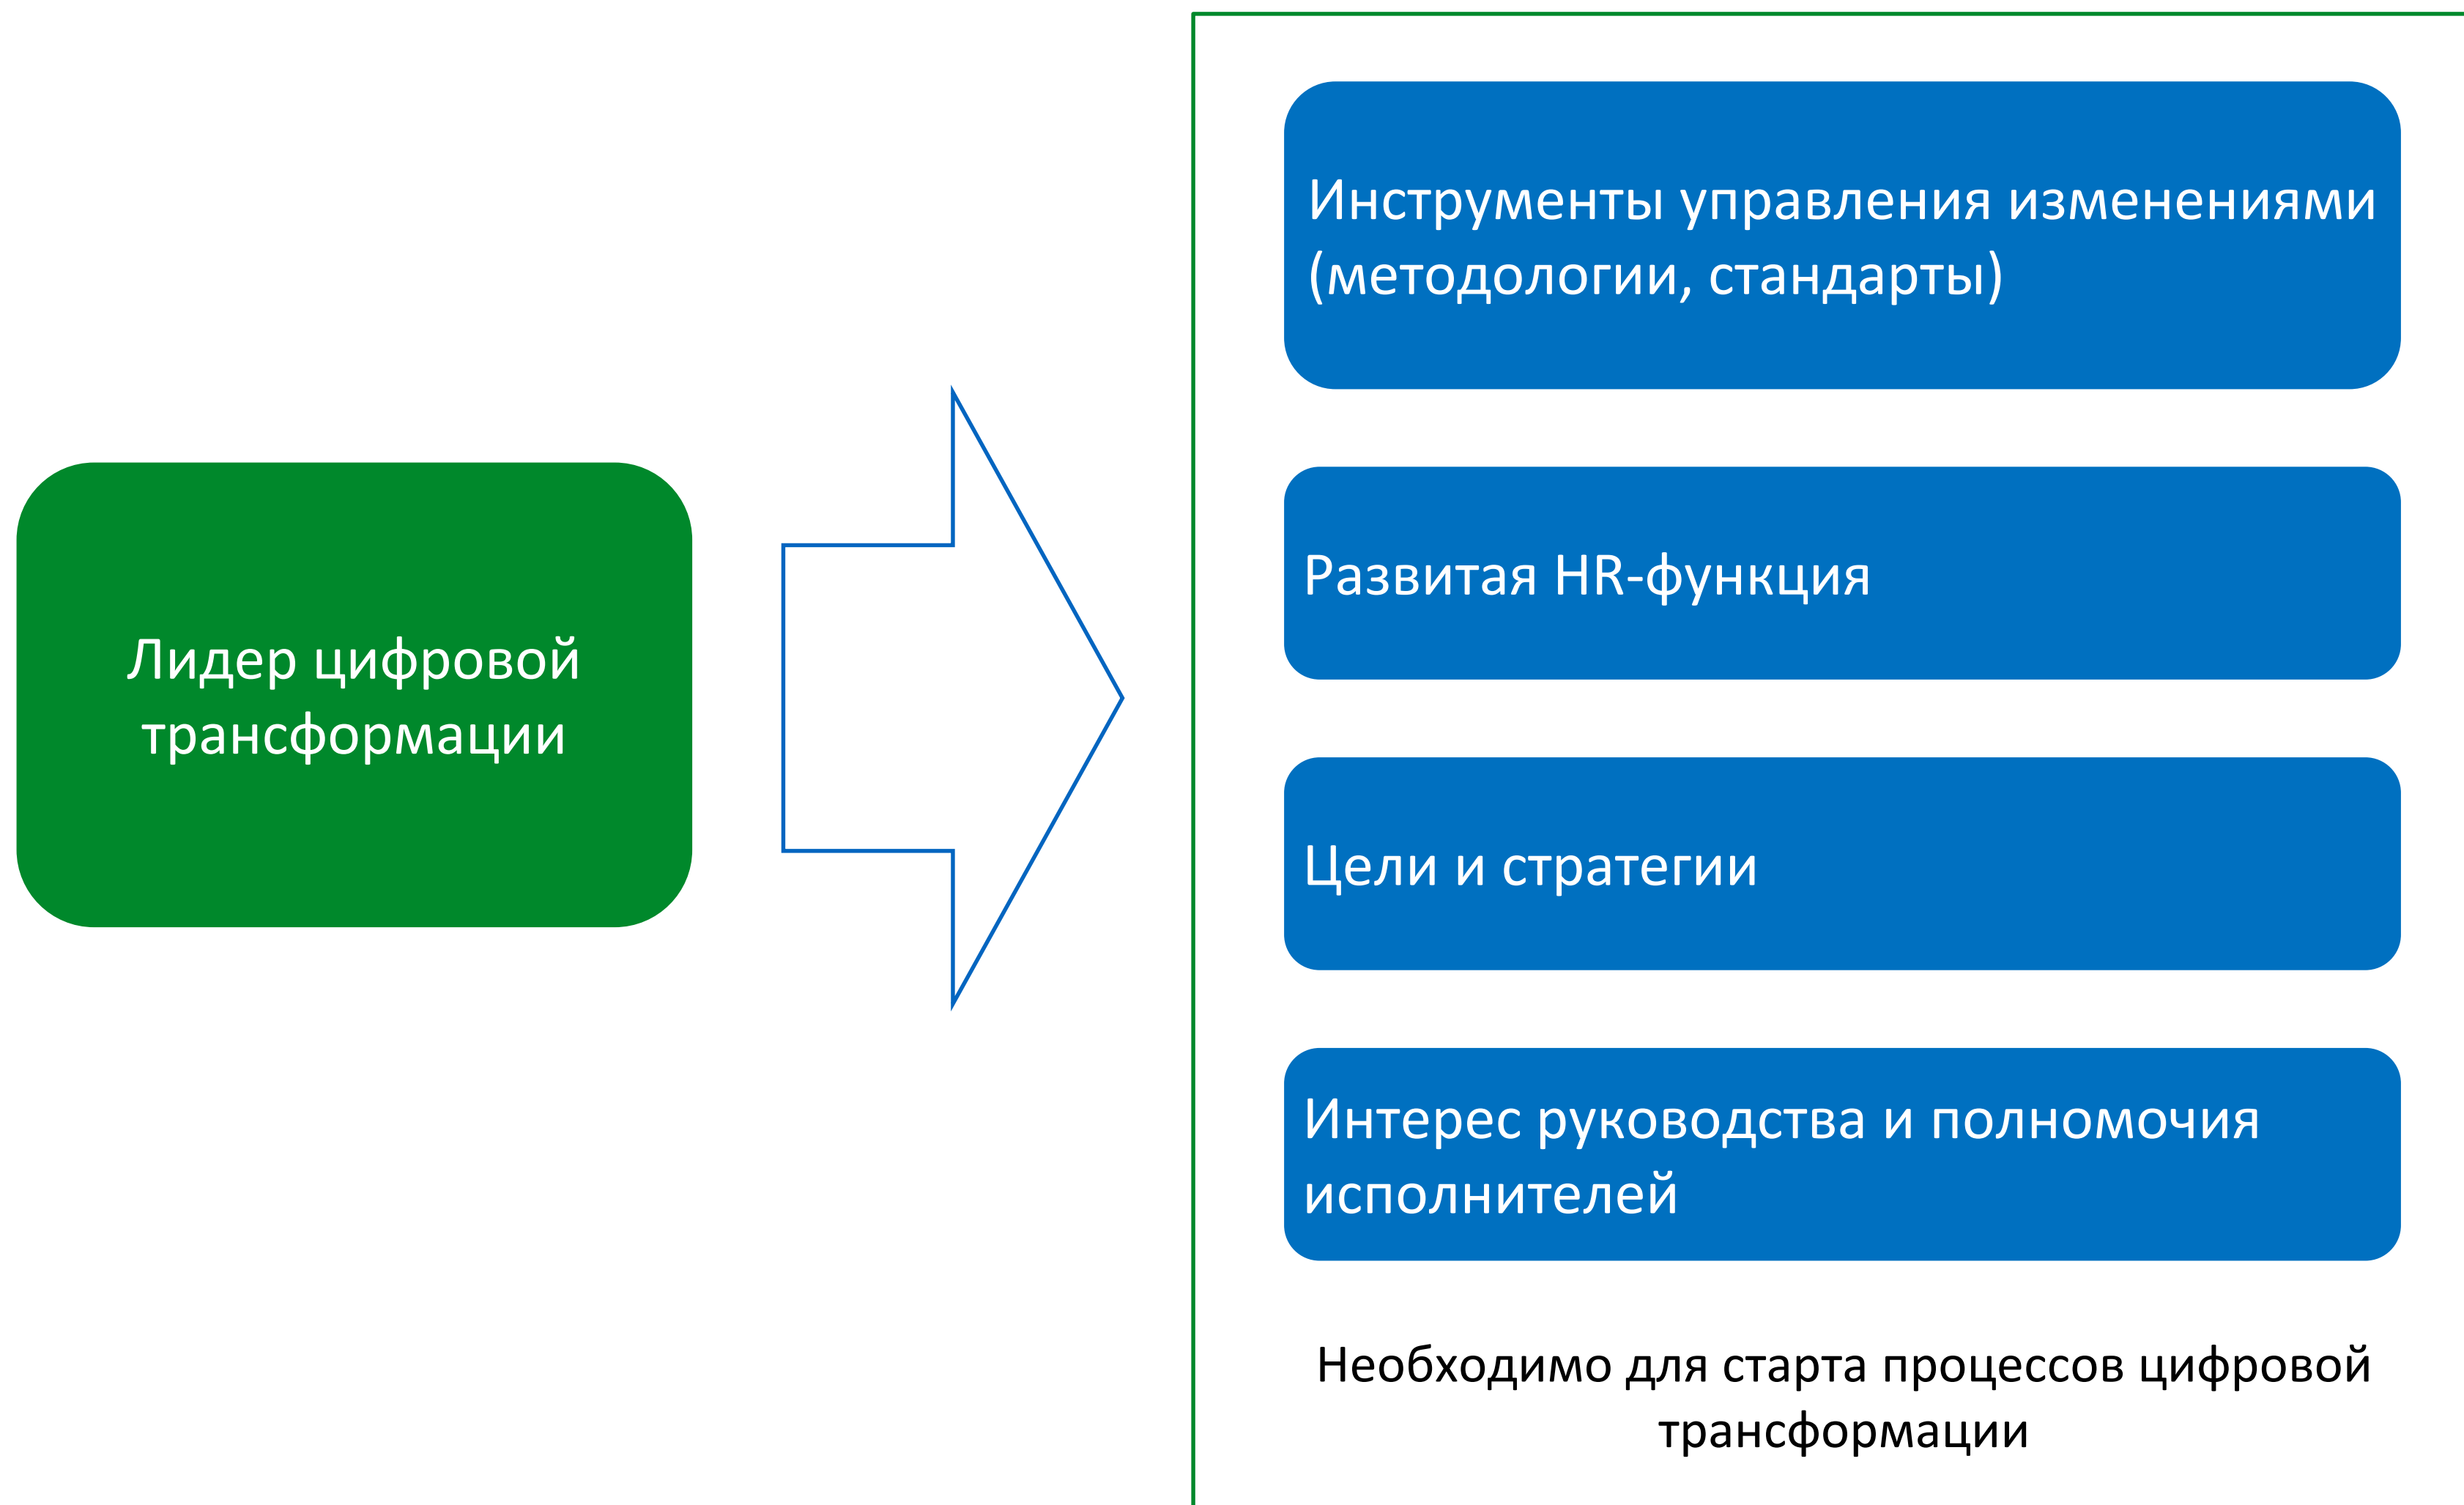 Лидер цифровой
трансформации
Инструменты управления изменениями
(методологии, стандарты)
Развитая HR-функция
Цели и стратегии
Интерес руководства и полномочия
исполнителей
Необходимо для старта процессов цифровой
трансформации